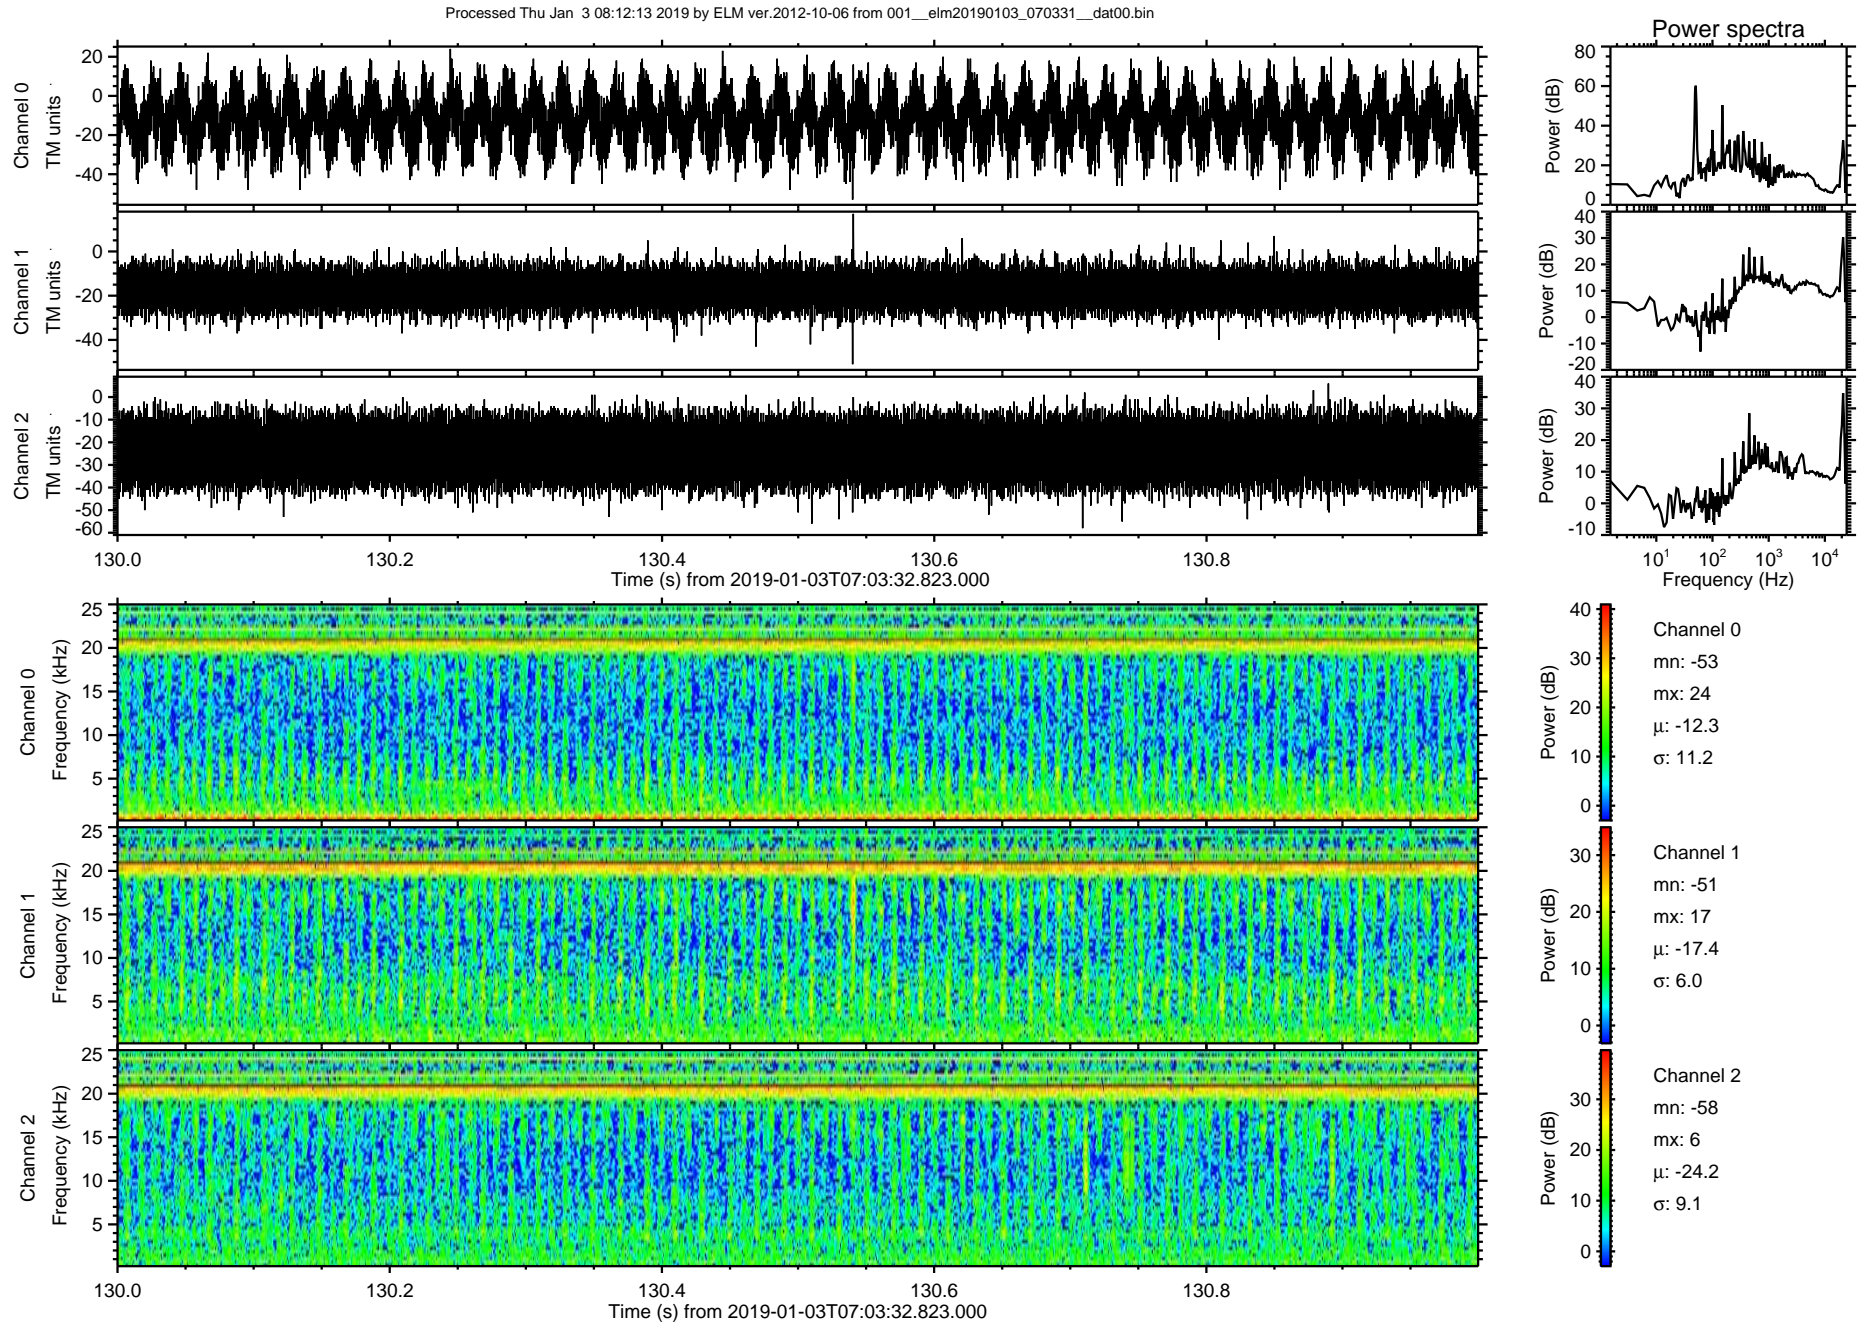 Processed Thu Jan  3 08:12:13 2019 by ELM ver.2012-10-06 from 001__elm20190103_070331__dat00.bin
Power spectra
Channel 0
TM units
20
0
-20
-40
Power (dB)
80
60
40
20
0
Channel 1
TM units
0
-20
-40
Power (dB)
40
30
20
10
0
-10
-20
Channel 2
TM units
0
-10
-20
-30
-40
-50
-60
Power (dB)
40
30
20
10
0
-10
130.0 130.2 130.4 130.6 130.8
Time (s) from 2019-01-03T07:03:32.823.000
10¹ 10² 10³ 10⁴
Frequency (Hz)
Channel 0
Frequency (kHz)
25
20
15
10
5
Power (dB)
40
30
20
10
0
Channel 0
mn: -53
mx: 24
μ: -12.3
σ: 11.2
Channel 1
Frequency (kHz)
25
20
15
10
5
Power (dB)
30
20
10
0
Channel 1
mn: -51
mx: 17
μ: -17.4
σ: 6.0
Channel 2
Frequency (kHz)
25
20
15
10
5
Power (dB)
30
20
10
0
Channel 2
mn: -58
mx: 6
μ: -24.2
σ: 9.1
130.0 130.2 130.4 130.6 130.8
Time (s) from 2019-01-03T07:03:32.823.000